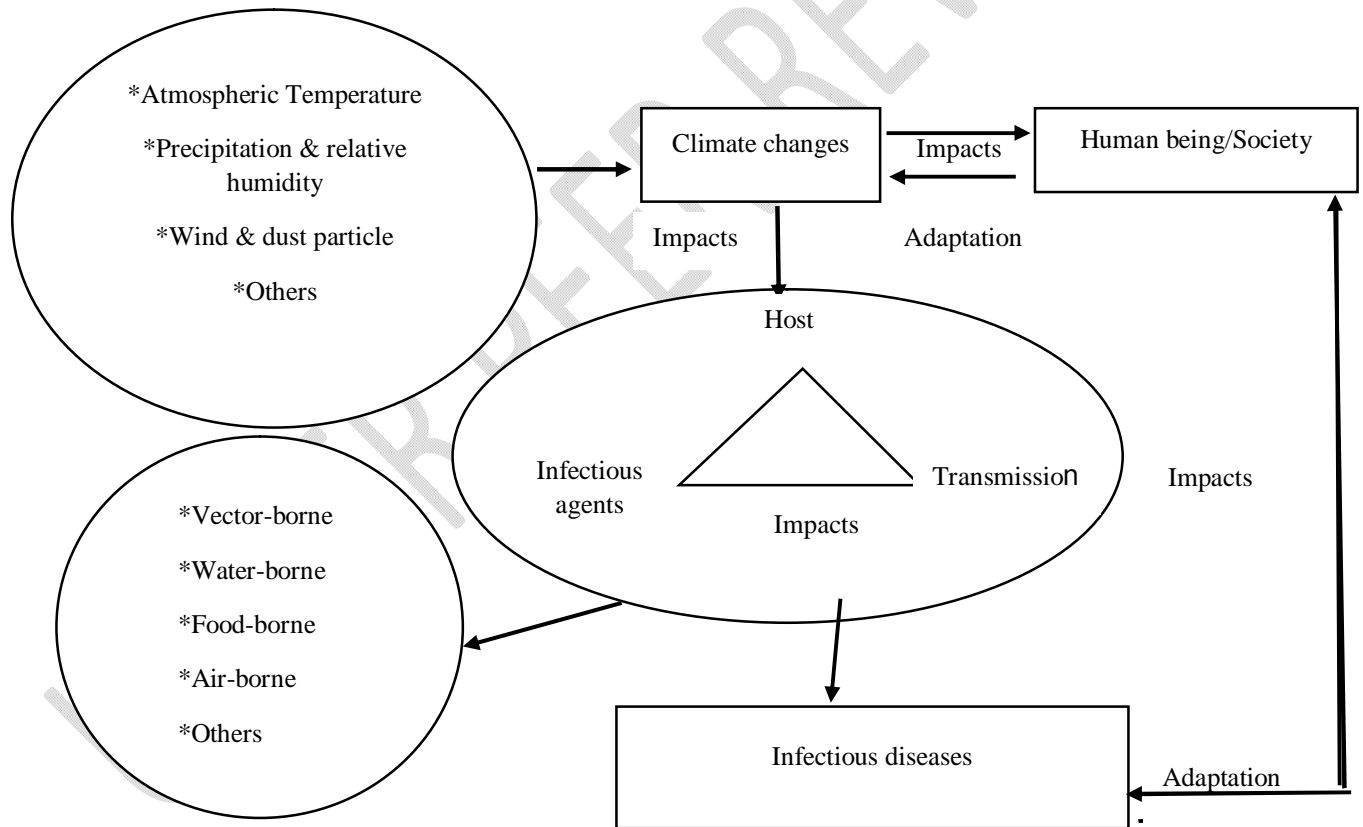 *Atmospheric Temperature
*Precipitation & relative
humidity
*Wind & dust particle
*Others
Climate changes
Impacts
Human being/Society
Impacts
Adaptation
Host
Infectious
agents
Transmission
Impacts
Impacts
*Vector-borne
*Water-borne
*Food-borne
*Air-borne
*Others
Infectious diseases
Adaptation
.